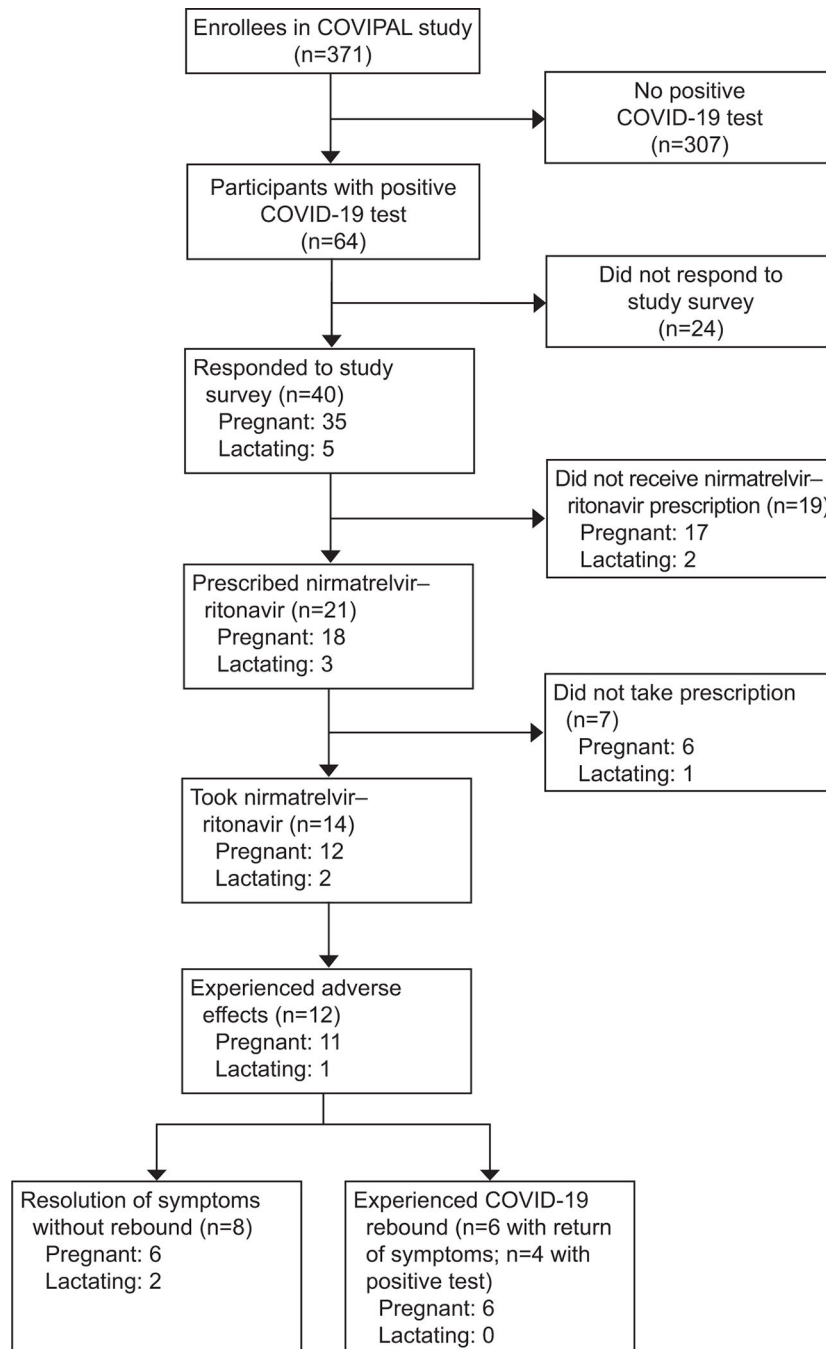 Enrollees in COVIPAL study
(n=371)
No positive
COVID-19 test
(n=307)
Participants with positive
COVID-19 test
(n=64)
Did not respond to
study survey
(n=24)
Responded to study
survey (n=40)
Pregnant: 35
Lactating: 5
Did not receive nirmatrelvir–
ritonavir prescription (n=19)
Pregnant: 17
Lactating: 2
Prescribed nirmatrelvir–
ritonavir (n=21)
Pregnant: 18
Lactating: 3
Did not take prescription
(n=7)
Pregnant: 6
Lactating: 1
Took nirmatrelvir–
ritonavir (n=14)
Pregnant: 12
Lactating: 2
Experienced adverse
effects (n=12)
Pregnant: 11
Lactating: 1
Resolution of symptoms
without rebound (n=8)
Pregnant: 6
Lactating: 2
Experienced COVID-19
rebound (n=6 with return
of symptoms; n=4 with
positive test)
Pregnant: 6
Lactating: 0